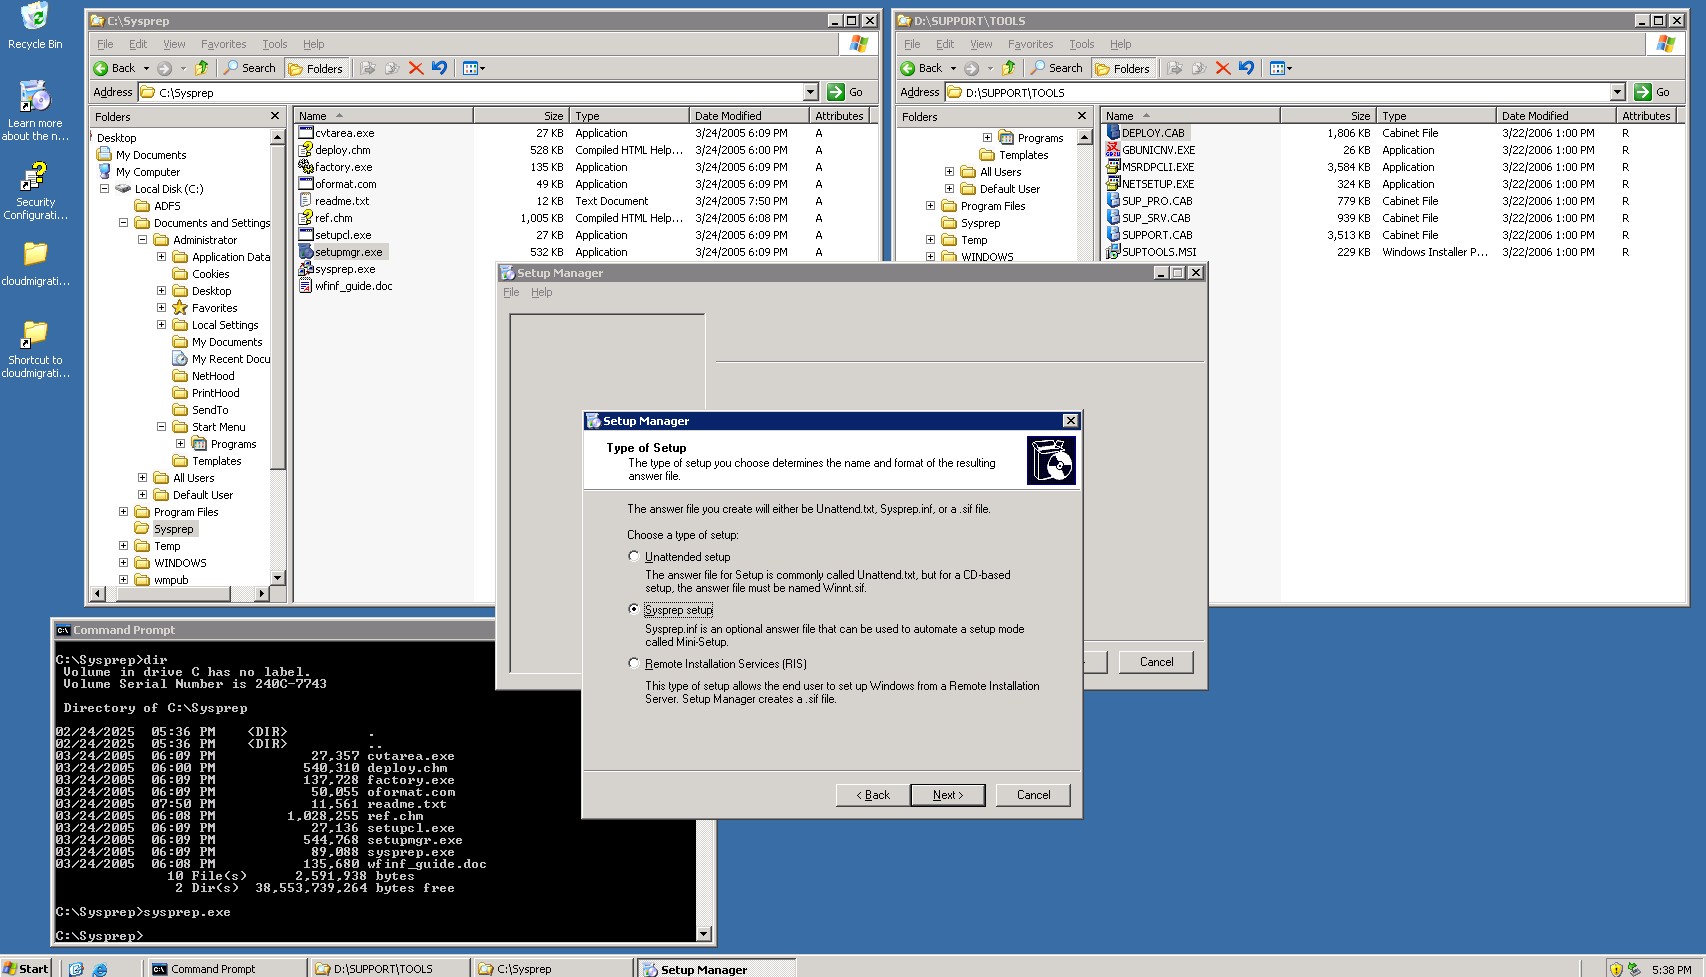 Recycle Bin
Learn more
about the n...
Security
Configurati...
cloudmigrati...
Shortcut to
cloudmigrati...
C:\Sysprep
File Edit View Favorites Tools Help
Back Search Folders
Address C:\Sysprep Go
Folders
Desktop
My Documents
My Computer
Local Disk (C:)
ADFS
Documents and Settings
Administrator
Application Data
Cookies
Desktop
Favorites
Local Settings
My Documents
My Recent Docu
NetHood
PrintHood
SendTo
Start Menu
Programs
Templates
All Users
Default User
Program Files
Sysprep
Temp
WINDOWS
wmpub
Name Size Type Date Modified Attributes
cvtarea.exe 27 KB Application 3/24/2005 6:09 PM A
deploy.chm 528 KB Compiled HTML Help... 3/24/2005 6:00 PM A
factory.exe 135 KB Application 3/24/2005 6:09 PM A
oformat.com 49 KB Application 3/24/2005 6:09 PM A
readme.txt 12 KB Text Document 3/24/2005 7:50 PM A
ref.chm 1,005 KB Compiled HTML Help... 3/24/2005 6:08 PM A
setupcl.exe 27 KB Application 3/24/2005 6:09 PM A
setupmgr.exe 532 KB Application 3/24/2005 6:09 PM A
sysprep.exe
wfinf_guide.doc
D:\SUPPORT\TOOLS
File Edit View Favorites Tools Help
Back Search Folders
Address D:\SUPPORT\TOOLS Go
Folders
Programs
Templates
All Users
Default User
Program Files
Sysprep
Temp
WINDOWS
Name Size Type Date Modified Attributes
DEPLOY.CAB 1,806 KB Cabinet File 3/22/2006 1:00 PM R
GBUNICNV.EXE 26 KB Application 3/22/2006 1:00 PM R
MSRDPCLI.EXE 3,584 KB Application 3/22/2006 1:00 PM R
NETSETUP.EXE 324 KB Application 3/22/2006 1:00 PM R
SUP_PRO.CAB 779 KB Cabinet File 3/22/2006 1:00 PM R
SUP_SRV.CAB 939 KB Cabinet File 3/22/2006 1:00 PM R
SUPPORT.CAB 3,513 KB Cabinet File 3/22/2006 1:00 PM R
SUPTOOLS.MSI 229 KB Windows Installer P... 3/22/2006 1:00 PM R
Setup Manager
File Help
Cancel
Setup Manager
Type of Setup
The type of setup you choose determines the name and format of the resulting
answer file.
The answer file you create will either be Unattend.txt, Sysprep.inf, or a .sif file.
Choose a type of setup:
Unattended setup
The answer file for Setup is commonly called Unattend.txt, but for a CD-based
setup, the answer file must be named Winnt.sif.
Sysprep setup
Sysprep.inf is an optional answer file that can be used to automate a setup mode
called Mini-Setup.
Remote Installation Services (RIS)
This type of setup allows the end user to set up Windows from a Remote Installation
Server. Setup Manager creates a .sif file.
< Back Next > Cancel
Command Prompt
C:\Sysprep>dir
Volume in drive C has no label.
Volume Serial Number is 240C-7743
Directory of C:\Sysprep
02/24/2025 05:36 PM <DIR> .
02/24/2025 05:36 PM <DIR> ..
03/24/2005 06:09 PM 27,357 cvtarea.exe
03/24/2005 06:00 PM 540,310 deploy.chm
03/24/2005 06:09 PM 137,728 factory.exe
03/24/2005 06:09 PM 50,055 oformat.com
03/24/2005 07:50 PM 11,561 readme.txt
03/24/2005 06:08 PM 1,028,255 ref.chm
03/24/2005 06:09 PM 27,136 setupcl.exe
03/24/2005 06:09 PM 544,768 setupmgr.exe
03/24/2005 06:09 PM 89,088 sysprep.exe
03/24/2005 06:08 PM 135,680 wfinf_guide.doc
10 File(s) 2,591,938 bytes
2 Dir(s) 38,553,739,264 bytes free
C:\Sysprep>sysprep.exe
C:\Sysprep>
Start Command Prompt D:\SUPPORT\TOOLS C:\Sysprep Setup Manager 5:38 PM